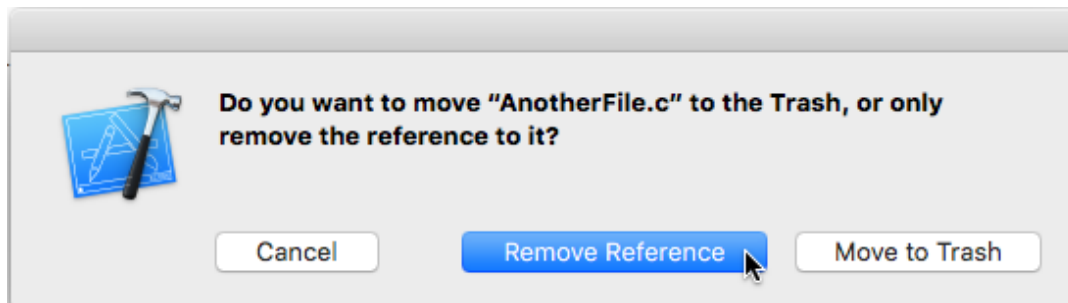 Do you want to move “AnotherFile.c” to the Trash, or only
remove the reference to it?
Cancel
Remove Reference
Move to Trash